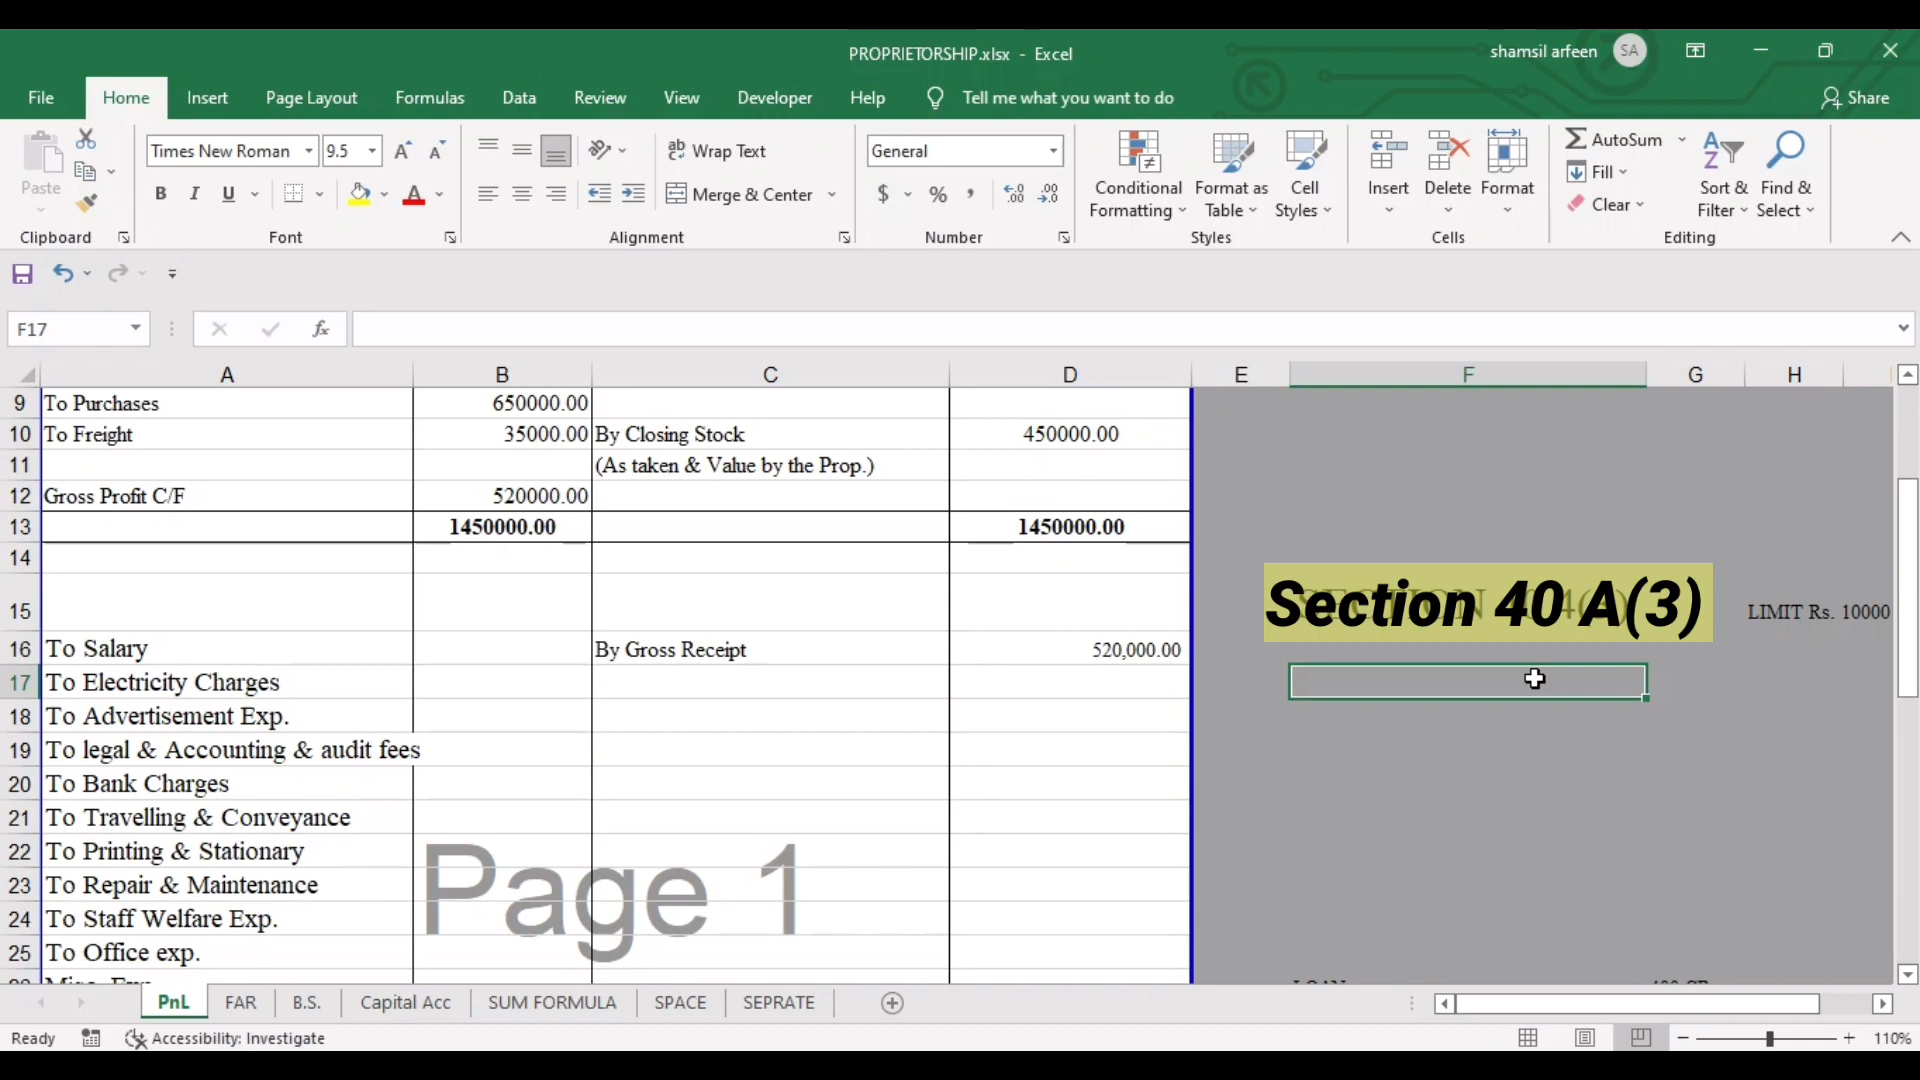 PROPRIETORSHIP.xlsx - Excel
shamsil arfeen SA
File Home Insert Page Layout Formulas Data Review View Developer Help Tell me what you want to do Share
Paste
Times New Roman 9.5
Wrap Text
General
Conditional Formatting
Format as Table
Cell Styles
Insert Delete Format
AutoSum
Fill
Clear
Sort & Filter
Find & Select
B I U
Merge & Center
$ % ,
Clipboard Font Alignment Number Styles Cells Editing
F17 fx
A B C D E F G H
9 To Purchases 650000.00
10 To Freight 35000.00 By Closing Stock 450000.00
11 (As taken & Value by the Prop.)
12 Gross Profit C/F 520000.00
13 1450000.00 1450000.00
14
15 Section 40 A(3) LIMIT Rs. 10000
16 To Salary By Gross Receipt 520,000.00
17 To Electricity Charges
18 To Advertisement Exp.
19 To legal & Accounting & audit fees
20 To Bank Charges
21 To Travelling & Conveyance
22 To Printing & Stationary
23 To Repair & Maintenance
24 To Staff Welfare Exp.
25 To Office exp.
Page 1
PnL FAR B.S. Capital Acc SUM FORMULA SPACE SEPRATE
Ready Accessibility: Investigate 110%